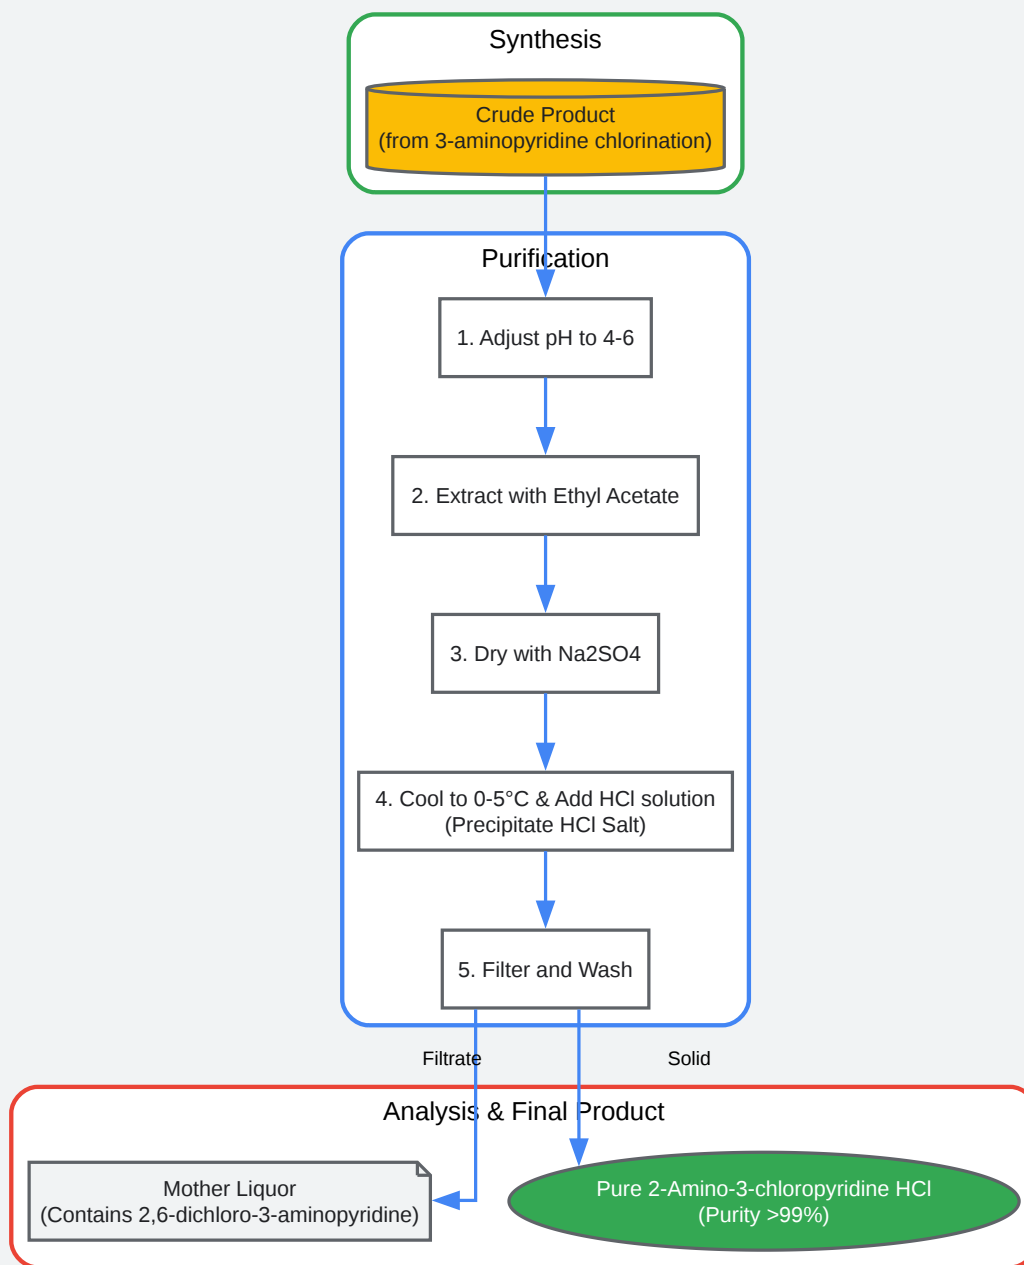 Synthesis
Crude Product
(from 3-aminopyridine chlorination)
Purification
1. Adjust pH to 4-6
2. Extract with Ethyl Acetate
3. Dry with Na2SO4
4. Cool to 0-5°C & Add HCl solution
(Precipitate HCl Salt)
5. Filter and Wash
Filtrate
Solid
Analysis & Final Product
Mother Liquor
(Contains 2,6-dichloro-3-aminopyridine)
Pure 2-Amino-3-chloropyridine HCl
(Purity >99%)